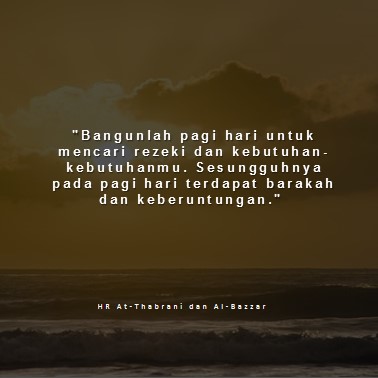 "Bangunlah pagi hari untuk
mencari rezeki dan kebutuhan-
kebutuhanmu. Sesungguhnya
pada pagi hari terdapat barakah
dan keberuntungan."
HR At-Thabrani dan Al-Bazzar